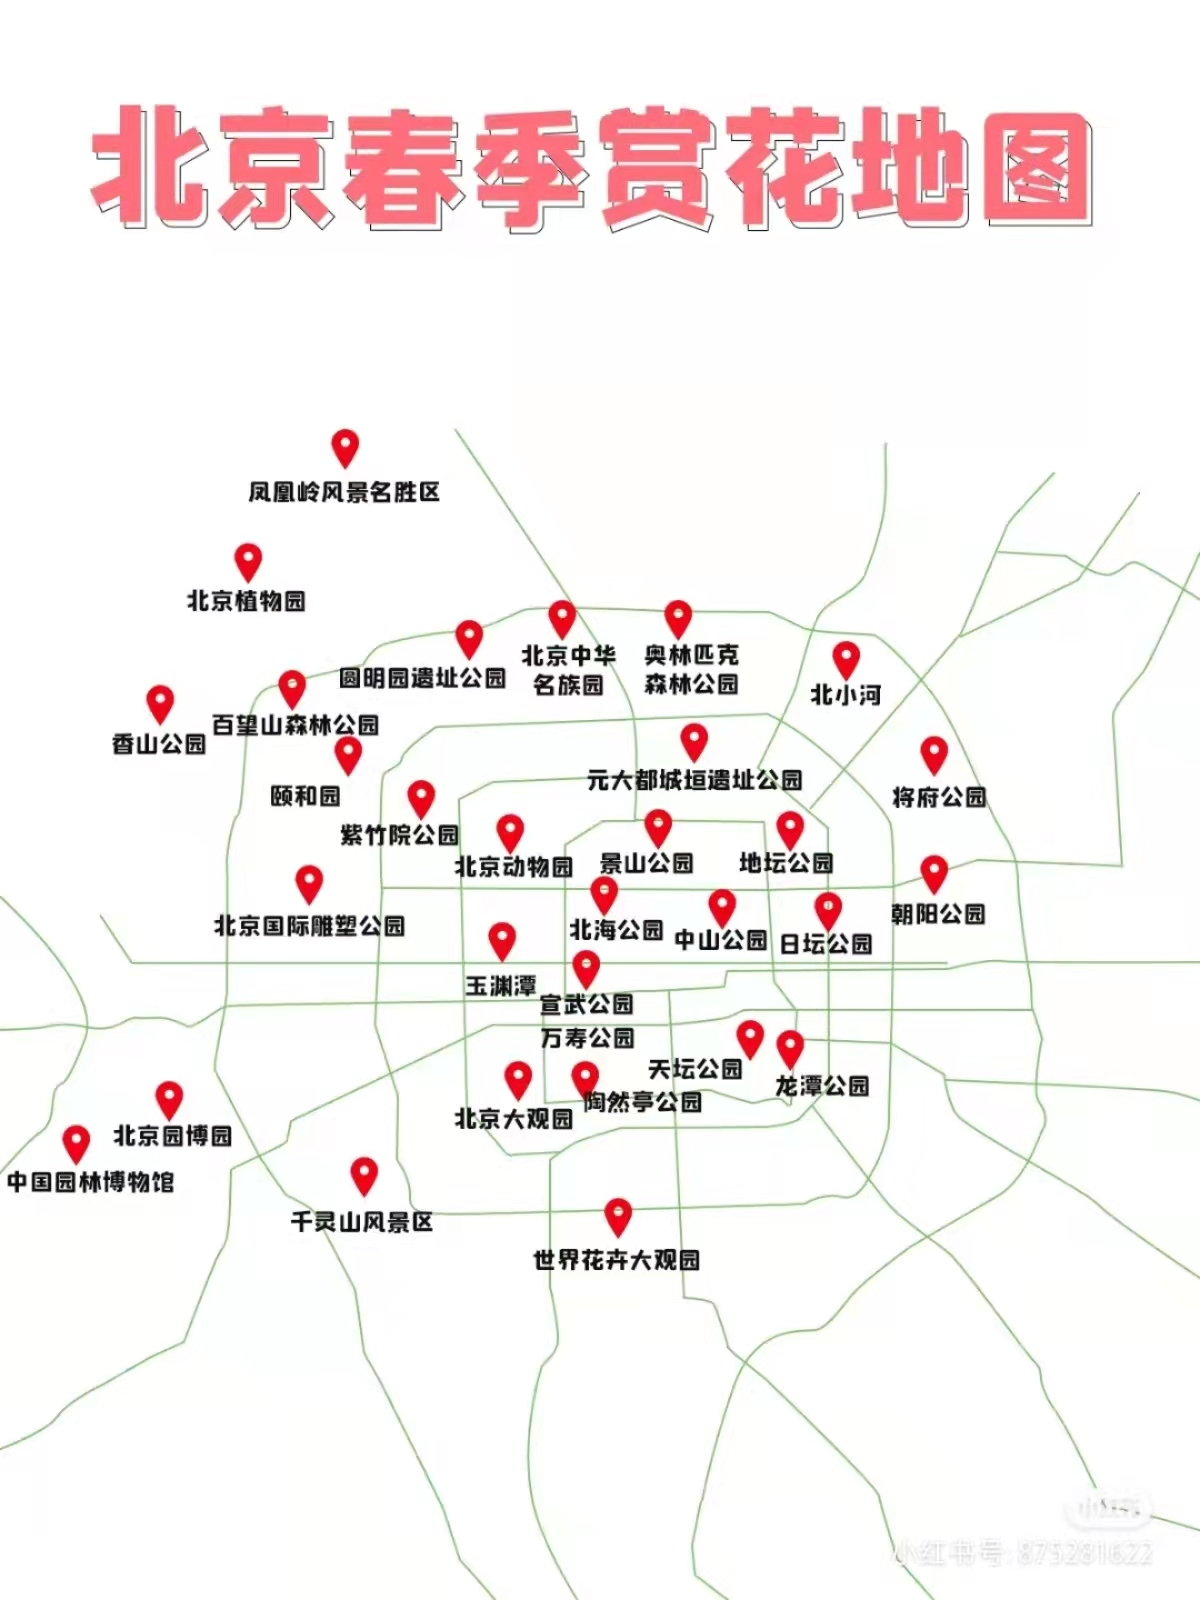 北京春季赏花地图
凤凰岭风景名胜区
北京植物园
圆明园遗址公园
北京中华
名族园
奥林匹克
森林公园
北小河
香山公园
百望山森林公园
颐和园
元大都城垣遗址公园
将府公园
紫竹院公园
北京动物园
景山公园
地坛公园
北京国际雕塑公园
北海公园
中山公园
日坛公园
朝阳公园
玉渊潭
宣武公园
万寿公园
天坛公园
龙潭公园
北京大观园
陶然亭公园
北京园博园
中国园林博物馆
千灵山风景区
世界花卉大观园
小红书
小红书号: 875281622